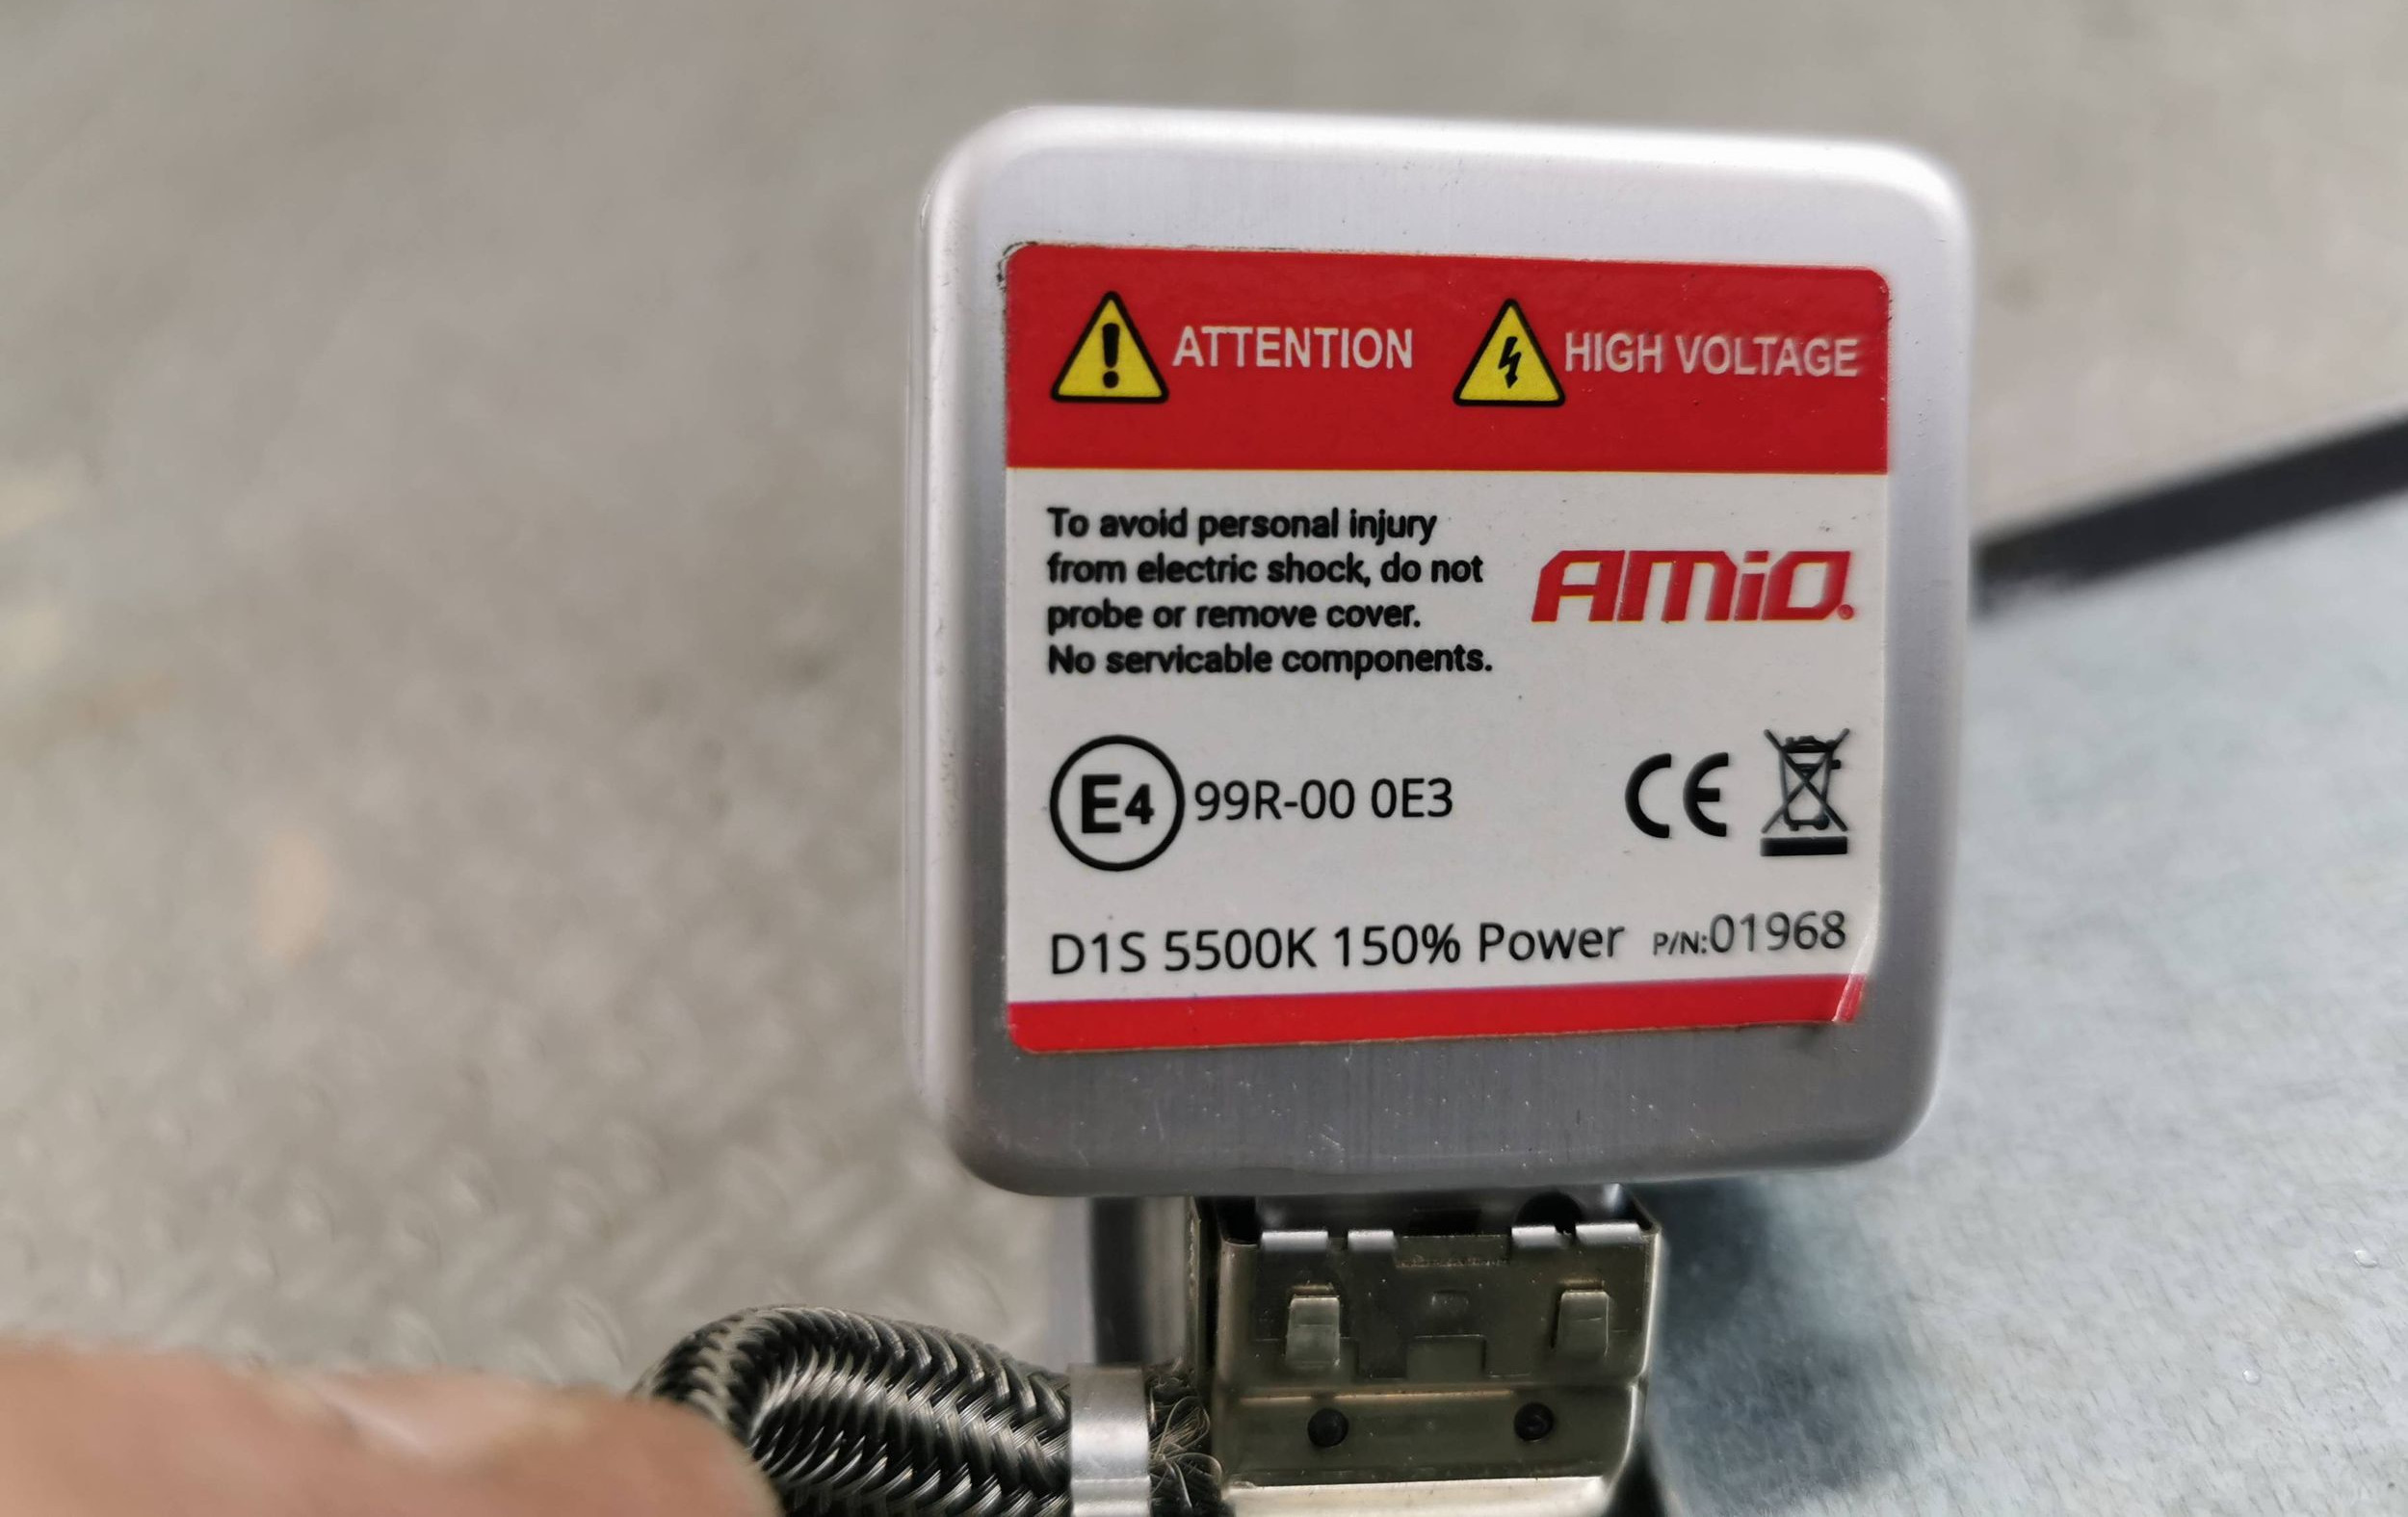 ATTENTION HIGH VOLTAGE
To avoid personal injury
from electric shock, do not
probe or remove cover.
No servicable components.
AMiO®
E4 99R-00 0E3 CE
D1S 5500K 150% Power P/N:01968